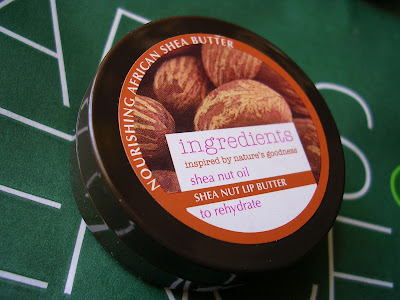 NOURISHING AFRICAN SHEA BUTTER
ingredients
inspired by nature's goodness
shea nut oil
SHEA NUT LIP BUTTER
to rehydrate